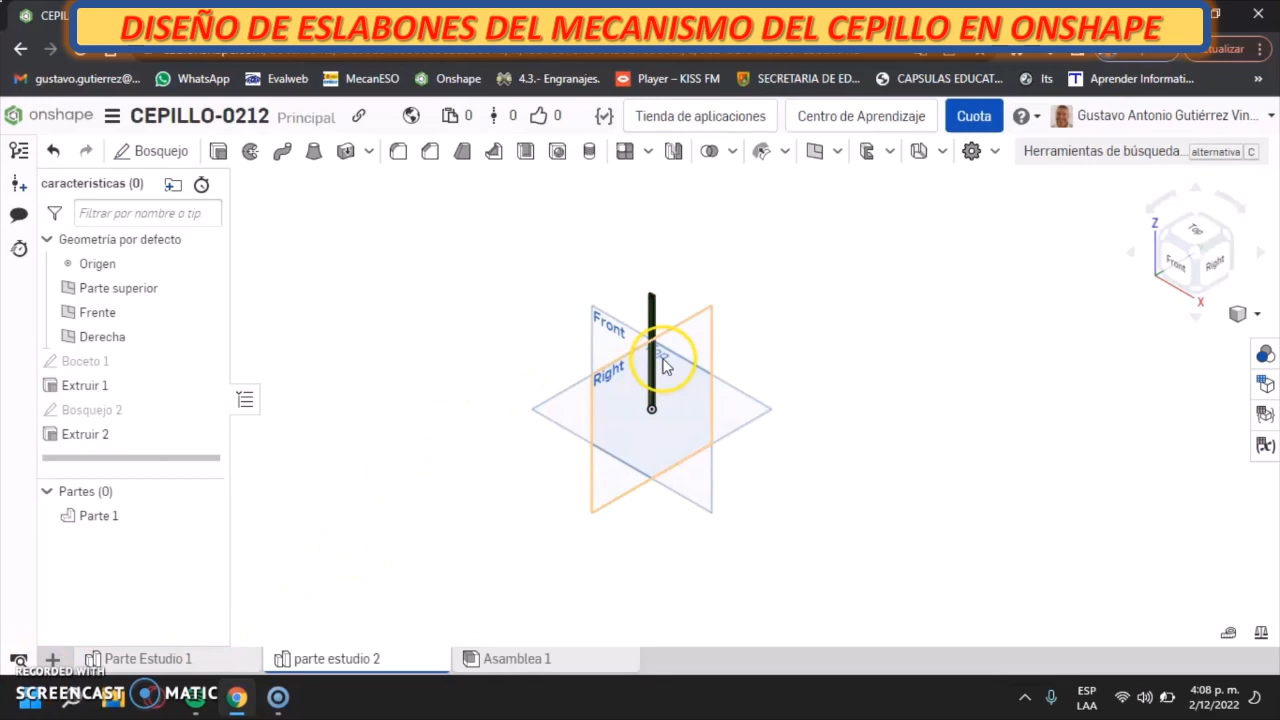 DISEÑO DE ESLABONES DEL MECANISMO DEL CEPILLO EN ONSHAPE
CEPIL
tualizar
gustavo.gutierrez@... WhatsApp Evalweb MecanESO Onshape 4.3.- Engranajes. Player – KISS FM SECRETARIA DE ED... CAPSULAS EDUCAT... Its Aprender Informati... »
onshape CEPILLO-0212 Principal 0 0 0 Tienda de aplicaciones Centro de Aprendizaje Cuota Gustavo Antonio Gutiérrez Vin...
Bosquejo Herramientas de búsqueda... alternativa C
caracteristicas (0)
Filtrar por nombre o tip
Geometría por defecto
Origen
Parte superior
Frente
Derecha
Boceto 1
Extruir 1
Bosquejo 2
Extruir 2
Partes (0)
Parte 1
Front
Right
Z
Top
Front
Right
X
Parte Estudio 1 parte estudio 2 Asamblea 1
RECORDED WITH
SCREENCAST MATIC
ESP
LAA
4:08 p. m.
2/12/2022